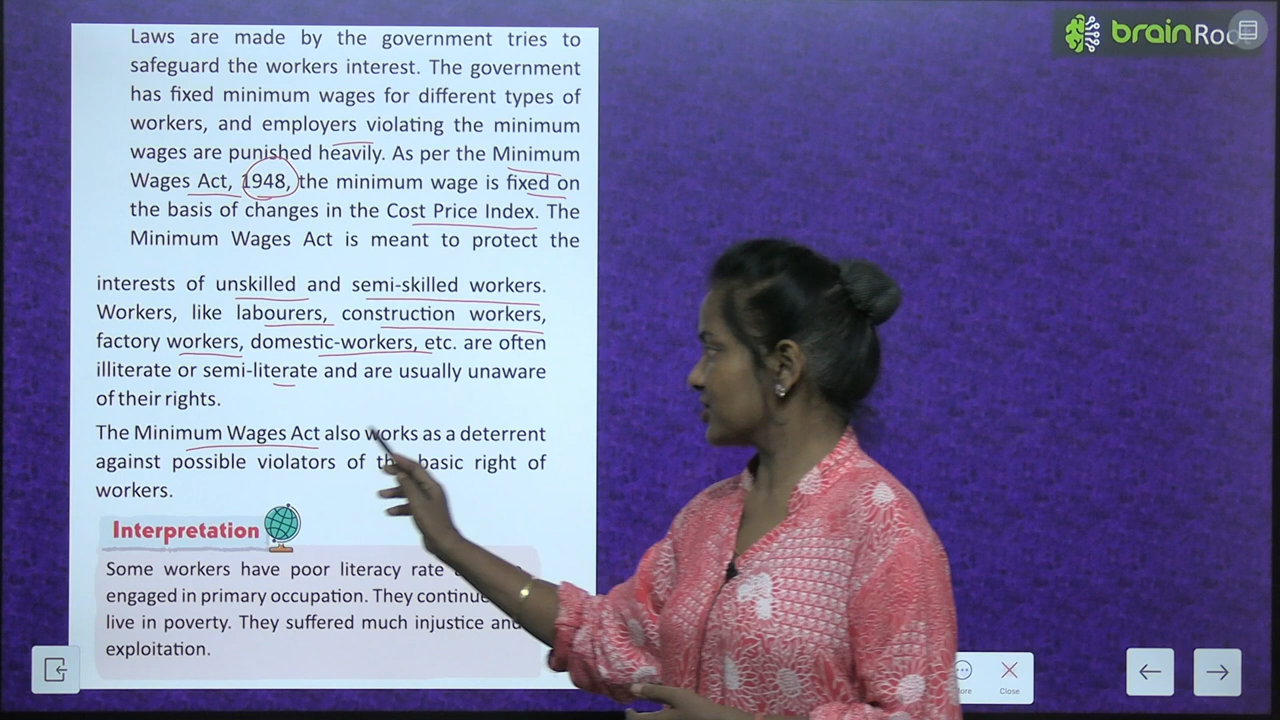 Laws are made by the government tries to
safeguard the workers interest. The government
has fixed minimum wages for different types of
workers, and employers violating the minimum
wages are punished heavily. As per the Minimum
Wages Act, 1948, the minimum wage is fixed on
the basis of changes in the Cost Price Index. The
Minimum Wages Act is meant to protect the
interests of unskilled and semi-skilled workers.
Workers, like labourers, construction workers,
factory workers, domestic-workers, etc. are often
illiterate or semi-literate and are usually unaware
of their rights.
The Minimum Wages Act also works as a deterrent
against possible violators of the basic right of
workers.
Interpretation
Some workers have poor literacy rate
engaged in primary occupation. They continue
live in poverty. They suffered much injustice and
exploitation.
brainRoot
Close